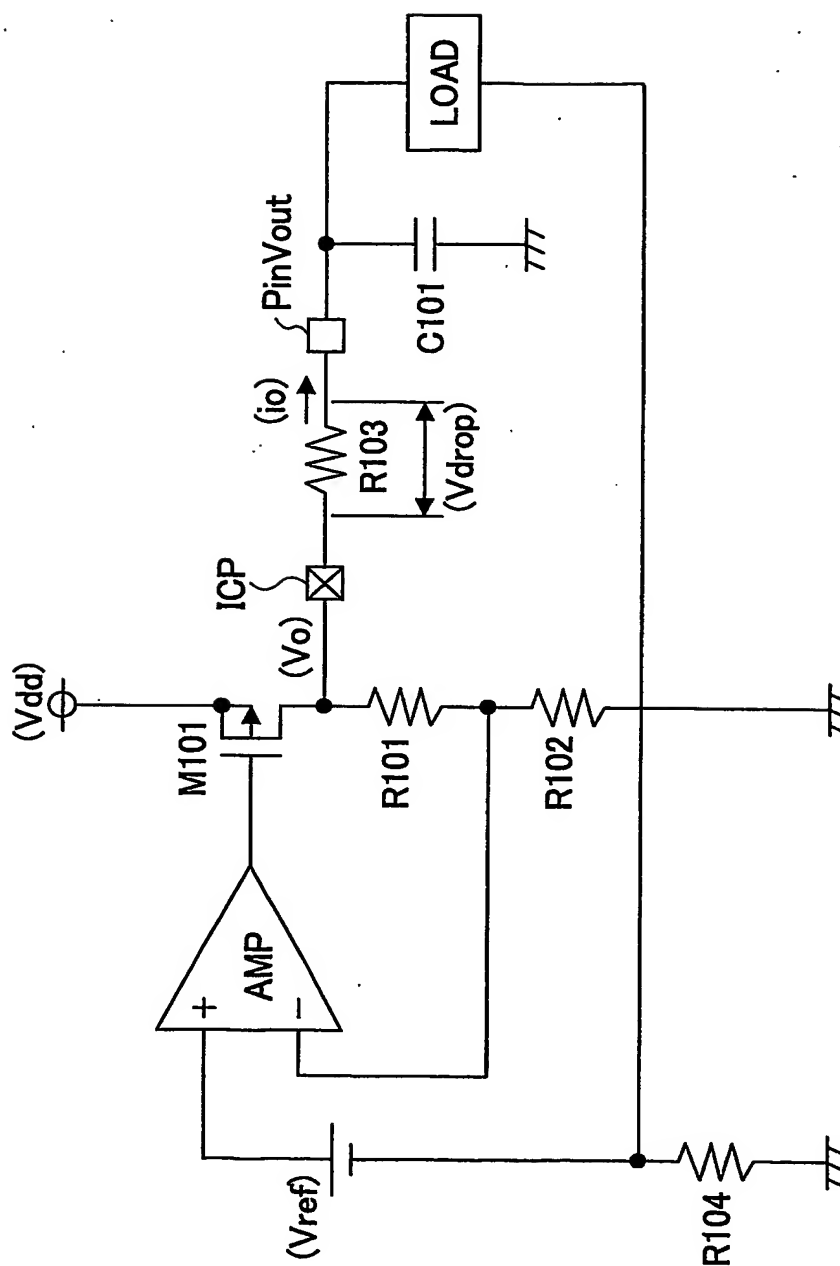 (Vdd)
M101
AMP
+
−
(Vref)
(Vo)
ICP
R103
(io)
(Vdrop)
PinVout
C101
LOAD
R101
R102
R104